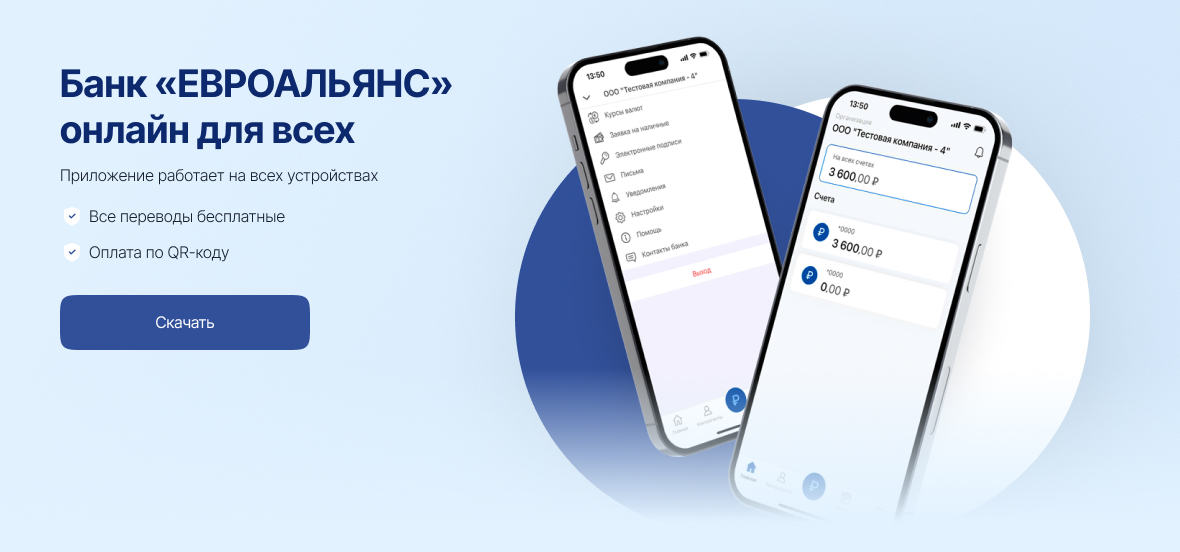 Банк «ЕВРОАЛЬЯНС»
онлайн для всех
Приложение работает на всех устройствах
Все переводы бесплатные
Оплата по QR-коду
Скачать
13:50
ООО "Тестовая компания - 4"
Курсы валют
Заявка на наличные
Электронные подписи
Письма
Уведомления
Настройки
Помощь
Контакты банка
Выход
Главная
13:50
Организация
ООО "Тестовая компания - 4"
На всех счетах
3 600,00 ₽
Счета
*0000
3 600,00 ₽
*0000
0,00 ₽
Главная